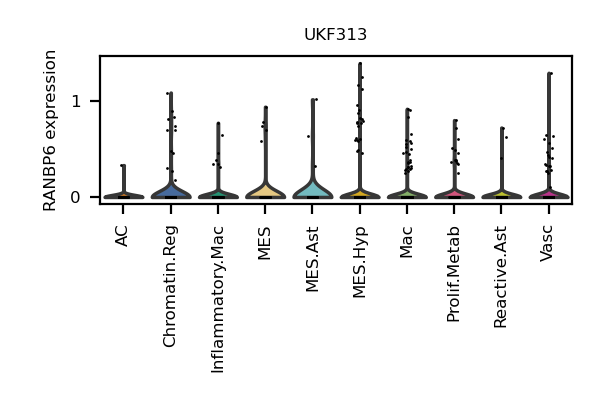 UKF313
RANBP6 expression
1
0
AC
Chromatin.Reg
Inflammatory.Mac
MES
MES.Ast
MES.Hyp
Mac
Prolif.Metab
Reactive.Ast
Vasc